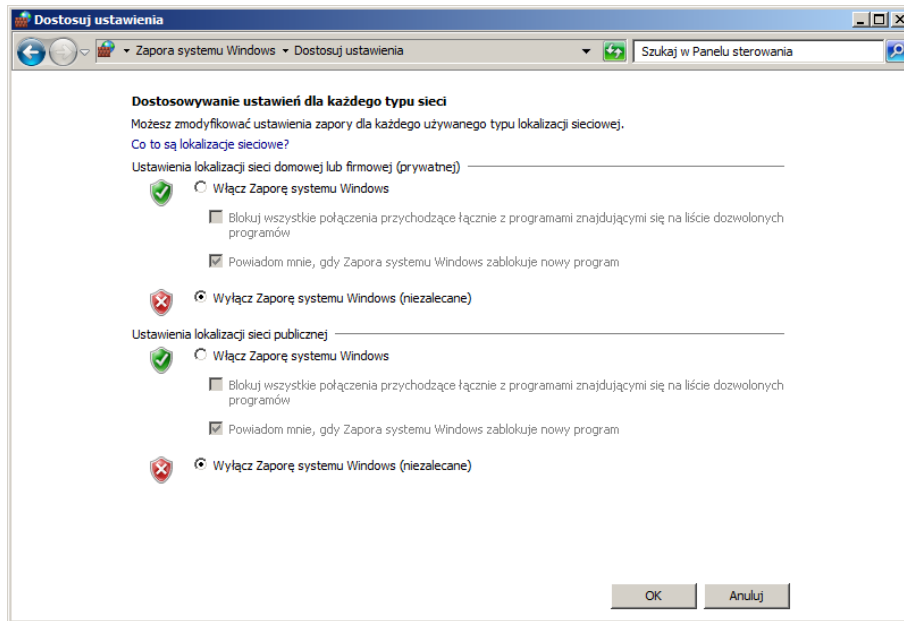 Dostosuj ustawienia
Zapora systemu Windows Dostosuj ustawienia
Szukaj w Panelu sterowania
Dostosowywanie ustawień dla każdego typu sieci
Możesz zmodyfikować ustawienia zapory dla każdego używanego typu lokalizacji sieciowej.
Co to są lokalizacje sieciowe?
Ustawienia lokalizacji sieci domowej lub firmowej (prywatnej)
Włącz Zaporę systemu Windows
Blokuj wszystkie połączenia przychodzące łącznie z programami znajdującymi się na liście dozwolonych
programów
Powiadom mnie, gdy Zapora systemu Windows zablokuje nowy program
Wyłącz Zaporę systemu Windows (niezalecane)
Ustawienia lokalizacji sieci publicznej
Włącz Zaporę systemu Windows
Blokuj wszystkie połączenia przychodzące łącznie z programami znajdującymi się na liście dozwolonych
programów
Powiadom mnie, gdy Zapora systemu Windows zablokuje nowy program
Wyłącz Zaporę systemu Windows (niezalecane)
OK
Anuluj